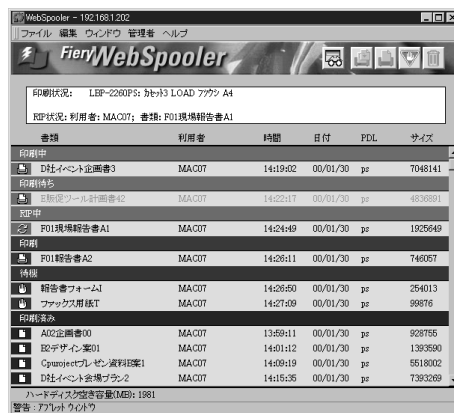 WebSpooler - 192.168.1.202
ファイル 編集 ウィンドウ 管理者 ヘルプ
Fiery WebSpooler
印刷状況: LBP-2260PS: カセット3 LOAD フツウシ A4
RIP状況: 利用者: MAC07; 書類: F01現場報告書A1
書類 利用者 時間 日付 PDL サイズ
印刷中
D社イベント企画書3 MAC07 14:19:02 00/01/30 ps 7048141
印刷待ち
E販促ツール計画書42 MAC07 14:22:17 00/01/30 ps 4836891
RIP中
F01現場報告書A1 MAC07 14:24:49 00/01/30 ps 1925649
印刷
F01報告書A2 MAC07 14:26:11 00/01/30 ps 746057
待機
報告書フォームI MAC07 14:26:50 00/01/30 ps 254013
ファックス用紙T MAC07 14:27:09 00/01/30 ps 99876
印刷済み
A02企画書00 MAC07 13:59:11 00/01/30 ps 928755
B2デザイン案01 MAC07 14:01:12 00/01/30 ps 1393590
Cprojectプレゼン資料B案1 MAC07 14:09:19 00/01/30 ps 5518002
D社イベント会場プラン2 MAC07 14:15:35 00/01/30 ps 7393269
ハードディスク空き容量(MB): 1981
警告 : アプレット ウィンドウ